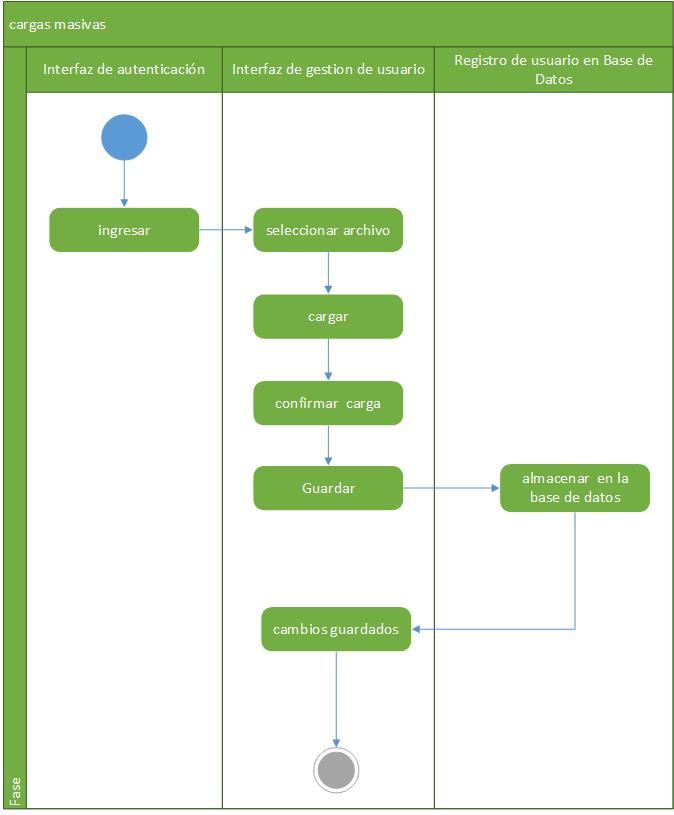 cargas masivas
Interfaz de autenticación
Interfaz de gestion de usuario
Registro de usuario en Base de
Datos
ingresar
seleccionar archivo
cargar
confirmar carga
Guardar
almacenar en la
base de datos
cambios guardados
Fase